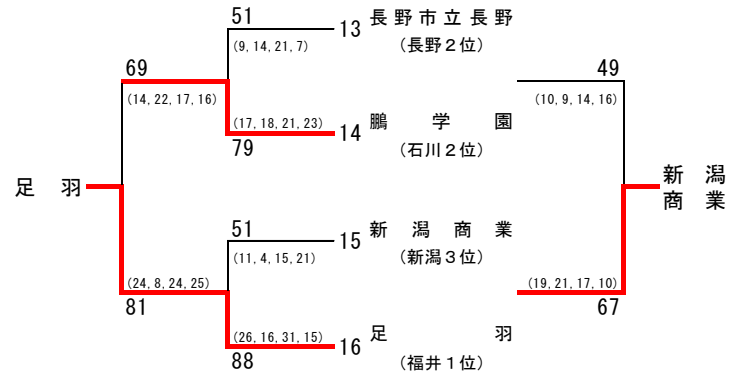 51
13 長野市立長野
(9, 14, 21, 7)
(長野2位)
69
49
(14, 22, 17, 16)
(10, 9, 14, 16)
(17, 18, 21, 23)
14 鵬学園
79
(石川2位)
足羽
新潟
商業
51
15 新潟商業
(11, 4, 15, 21)
(新潟3位)
(24, 8, 24, 25)
(19, 21, 17, 10)
81
67
(26, 16, 31, 15)
16 足羽
88
(福井1位)